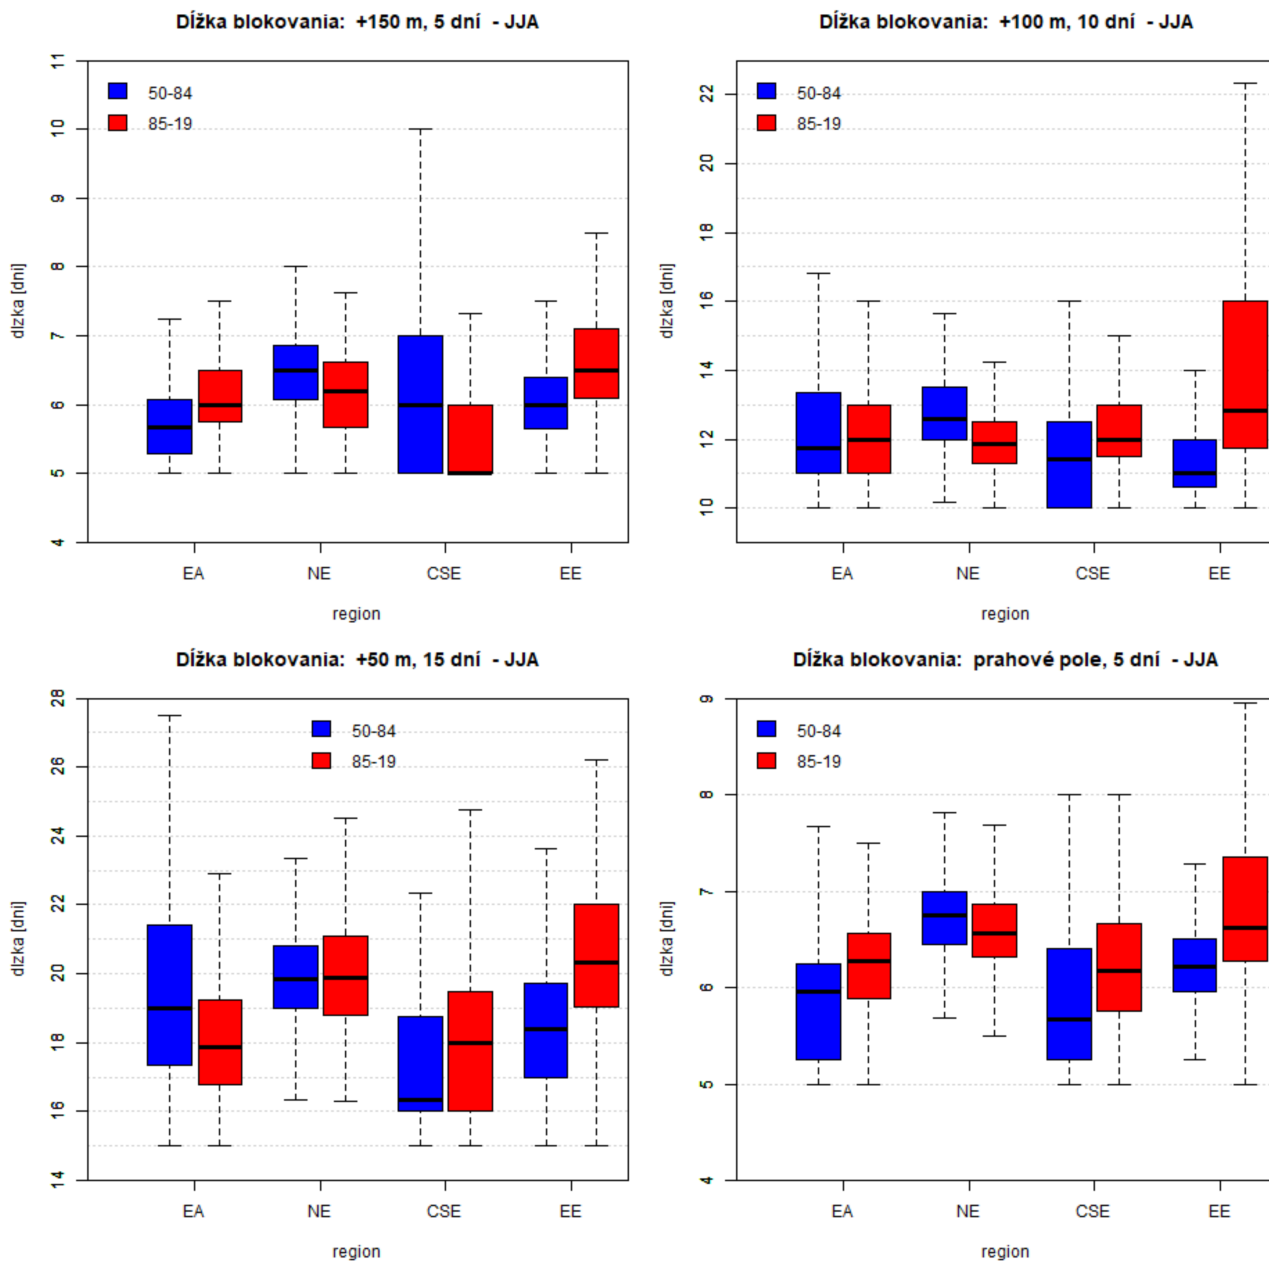 Dĺžka blokovania:  +150 m, 5 dní  - JJA
50-84
85-19
11
10
9
8
7
6
5
4
dlzka [dni]
EA NE CSE EE
region
Dĺžka blokovania:  +100 m, 10 dní  - JJA
50-84
85-19
22
20
18
16
14
12
10
dlzka [dni]
EA NE CSE EE
region
Dĺžka blokovania:  +50 m, 15 dní  - JJA
50-84
85-19
28
26
24
22
20
18
16
14
dlzka [dni]
EA NE CSE EE
region
Dĺžka blokovania:  prahové pole, 5 dní  - JJA
50-84
85-19
9
8
7
6
5
4
dlzka [dni]
EA NE CSE EE
region